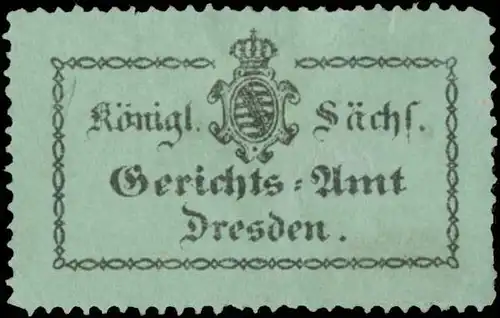 Königl. Sächs.
Gerichts=Amt
Dresden.